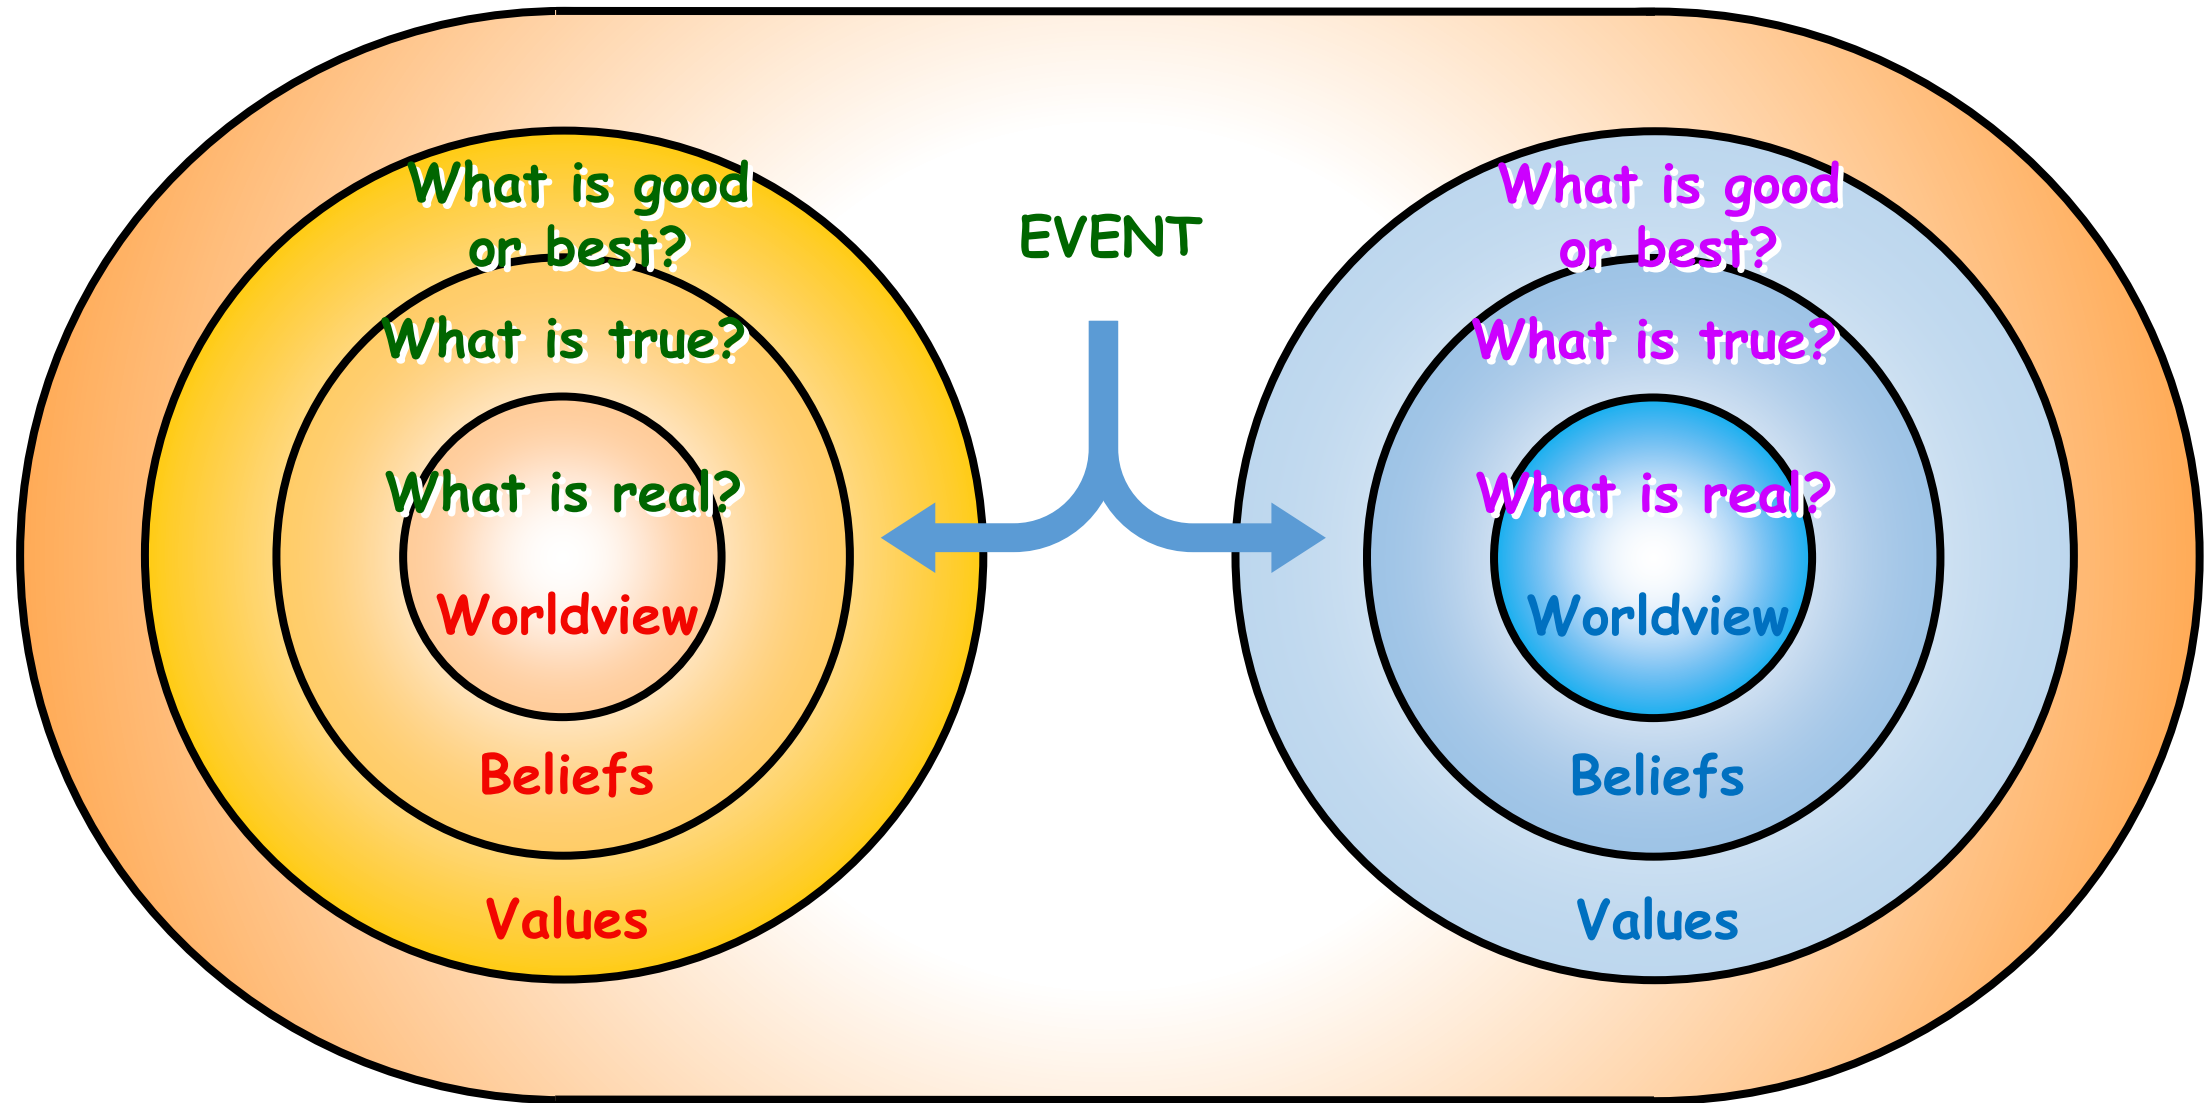 What is good
or best?
What is true?
What is real?
Worldview
Beliefs
Values
EVENT
What is good
or best?
What is true?
What is real?
Worldview
Beliefs
Values